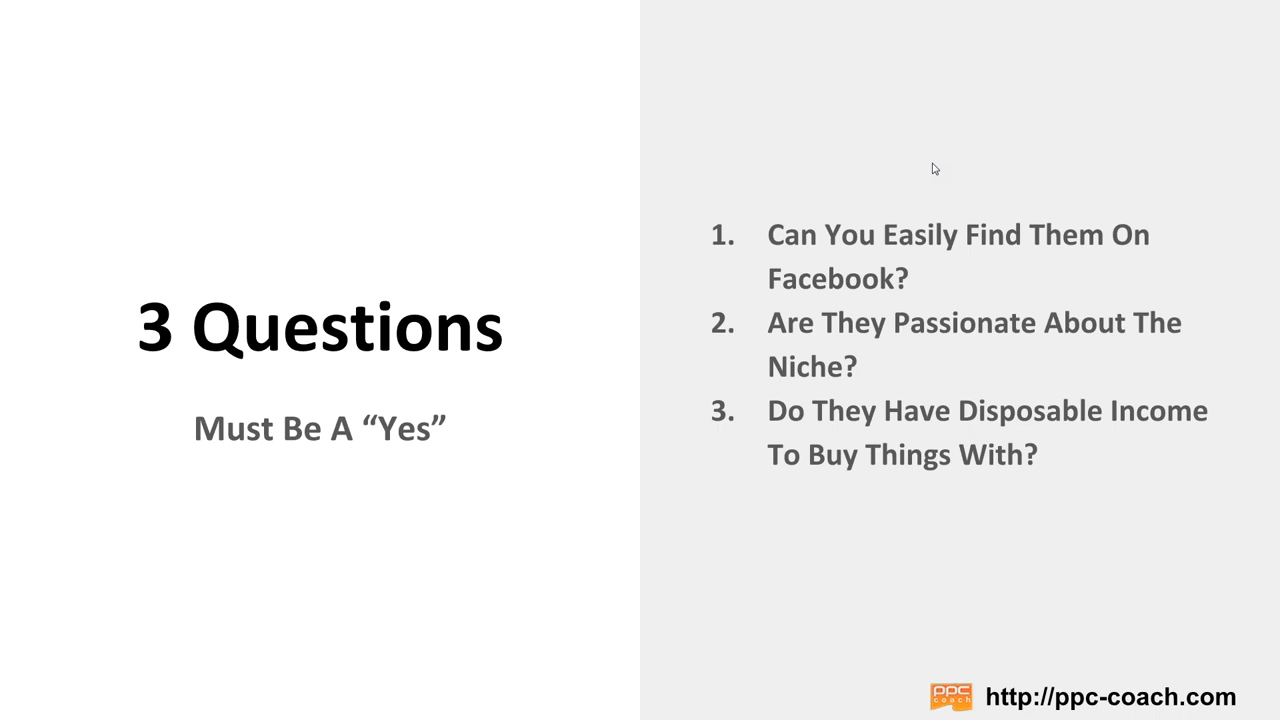 3 Questions
Must Be A “Yes”
1. Can You Easily Find Them On
Facebook?
2. Are They Passionate About The
Niche?
3. Do They Have Disposable Income
To Buy Things With?
ppc
coach
http://ppc-coach.com